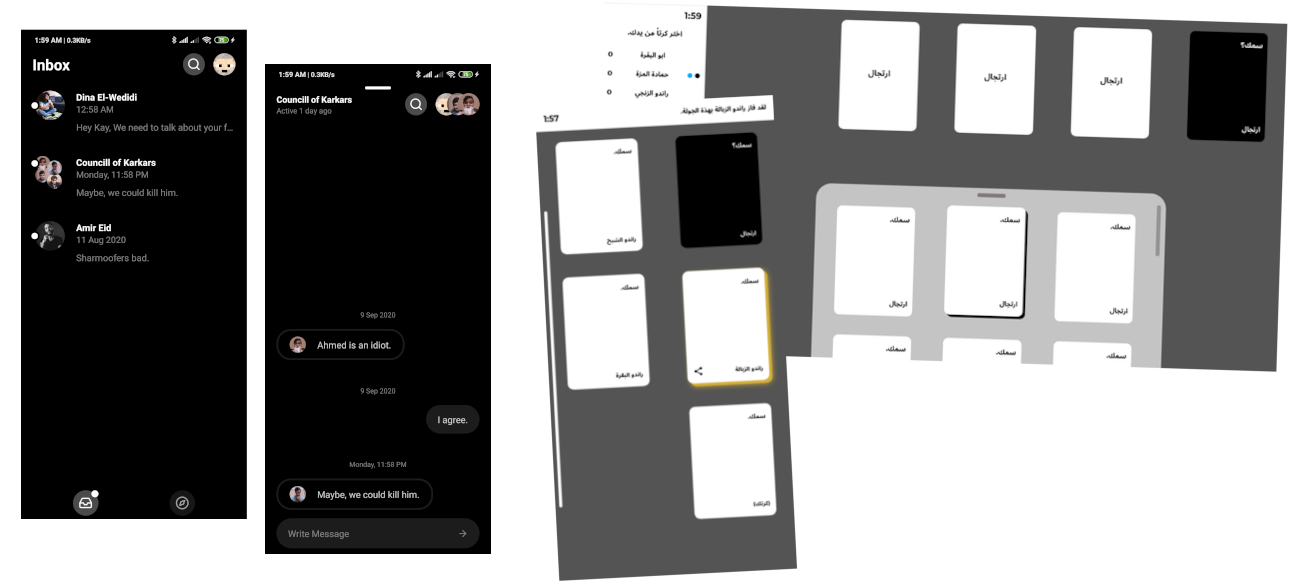 1:59 AM | 0.3KB/s
Inbox
Dina El-Wedidi
12:58 AM
Hey Kay, We need to talk about your f...
Councill of Karkars
Monday, 11:58 PM
Maybe, we could kill him.
Amir Eid
11 Aug 2020
Sharmoofers bad.
1:59 AM | 0.3KB/s
Councill of Karkars
Active 1 day ago
9 Sep 2020
Ahmed is an idiot.
9 Sep 2020
I agree.
Monday, 11:58 PM
Maybe, we could kill him.
Write Message
1:59
اختر كرتاً من يدك.
ابو البقرة 0
حمادة المزة 0
راندو الزنجي 0
1:57
لقد فاز راندو الزبالة بهذة الجولة.
سمك؟
ارتجال
سمك.
راندو الشبح
سمك.
راندو الزبالة
سمك.
راندو البقرة
سمك.
(كرتك)
سمك؟
ارتجال
ارتجال
ارتجال
ارتجال
سمك.
ارتجال
سمك.
ارتجال
سمك.
ارتجال
سمك.
سمك.
سمك.